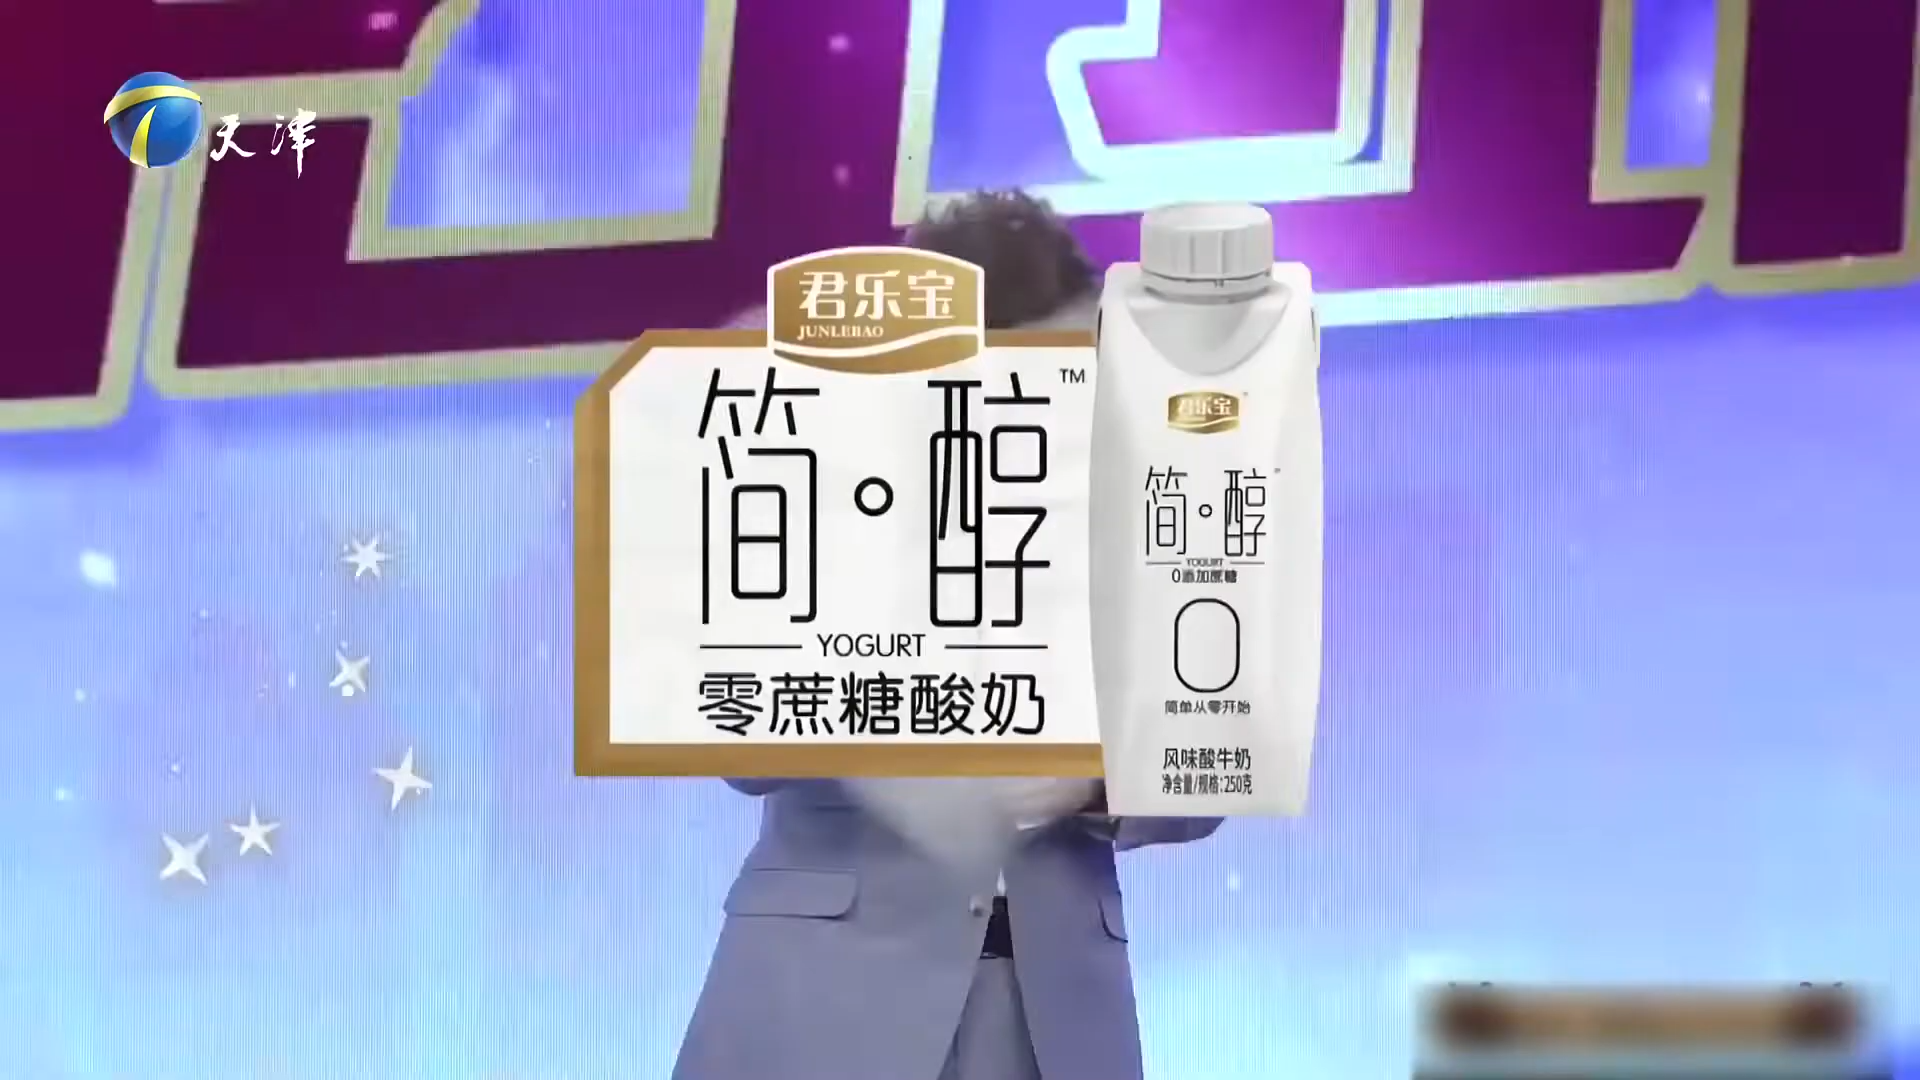 天津
君乐宝
JUNLEBAO
简·醇 TM
YOGURT
零蔗糖酸奶
君乐宝
简·醇
YOGURT
0添加蔗糖
0
简单从零开始
风味酸牛奶
净含量/规格:250克